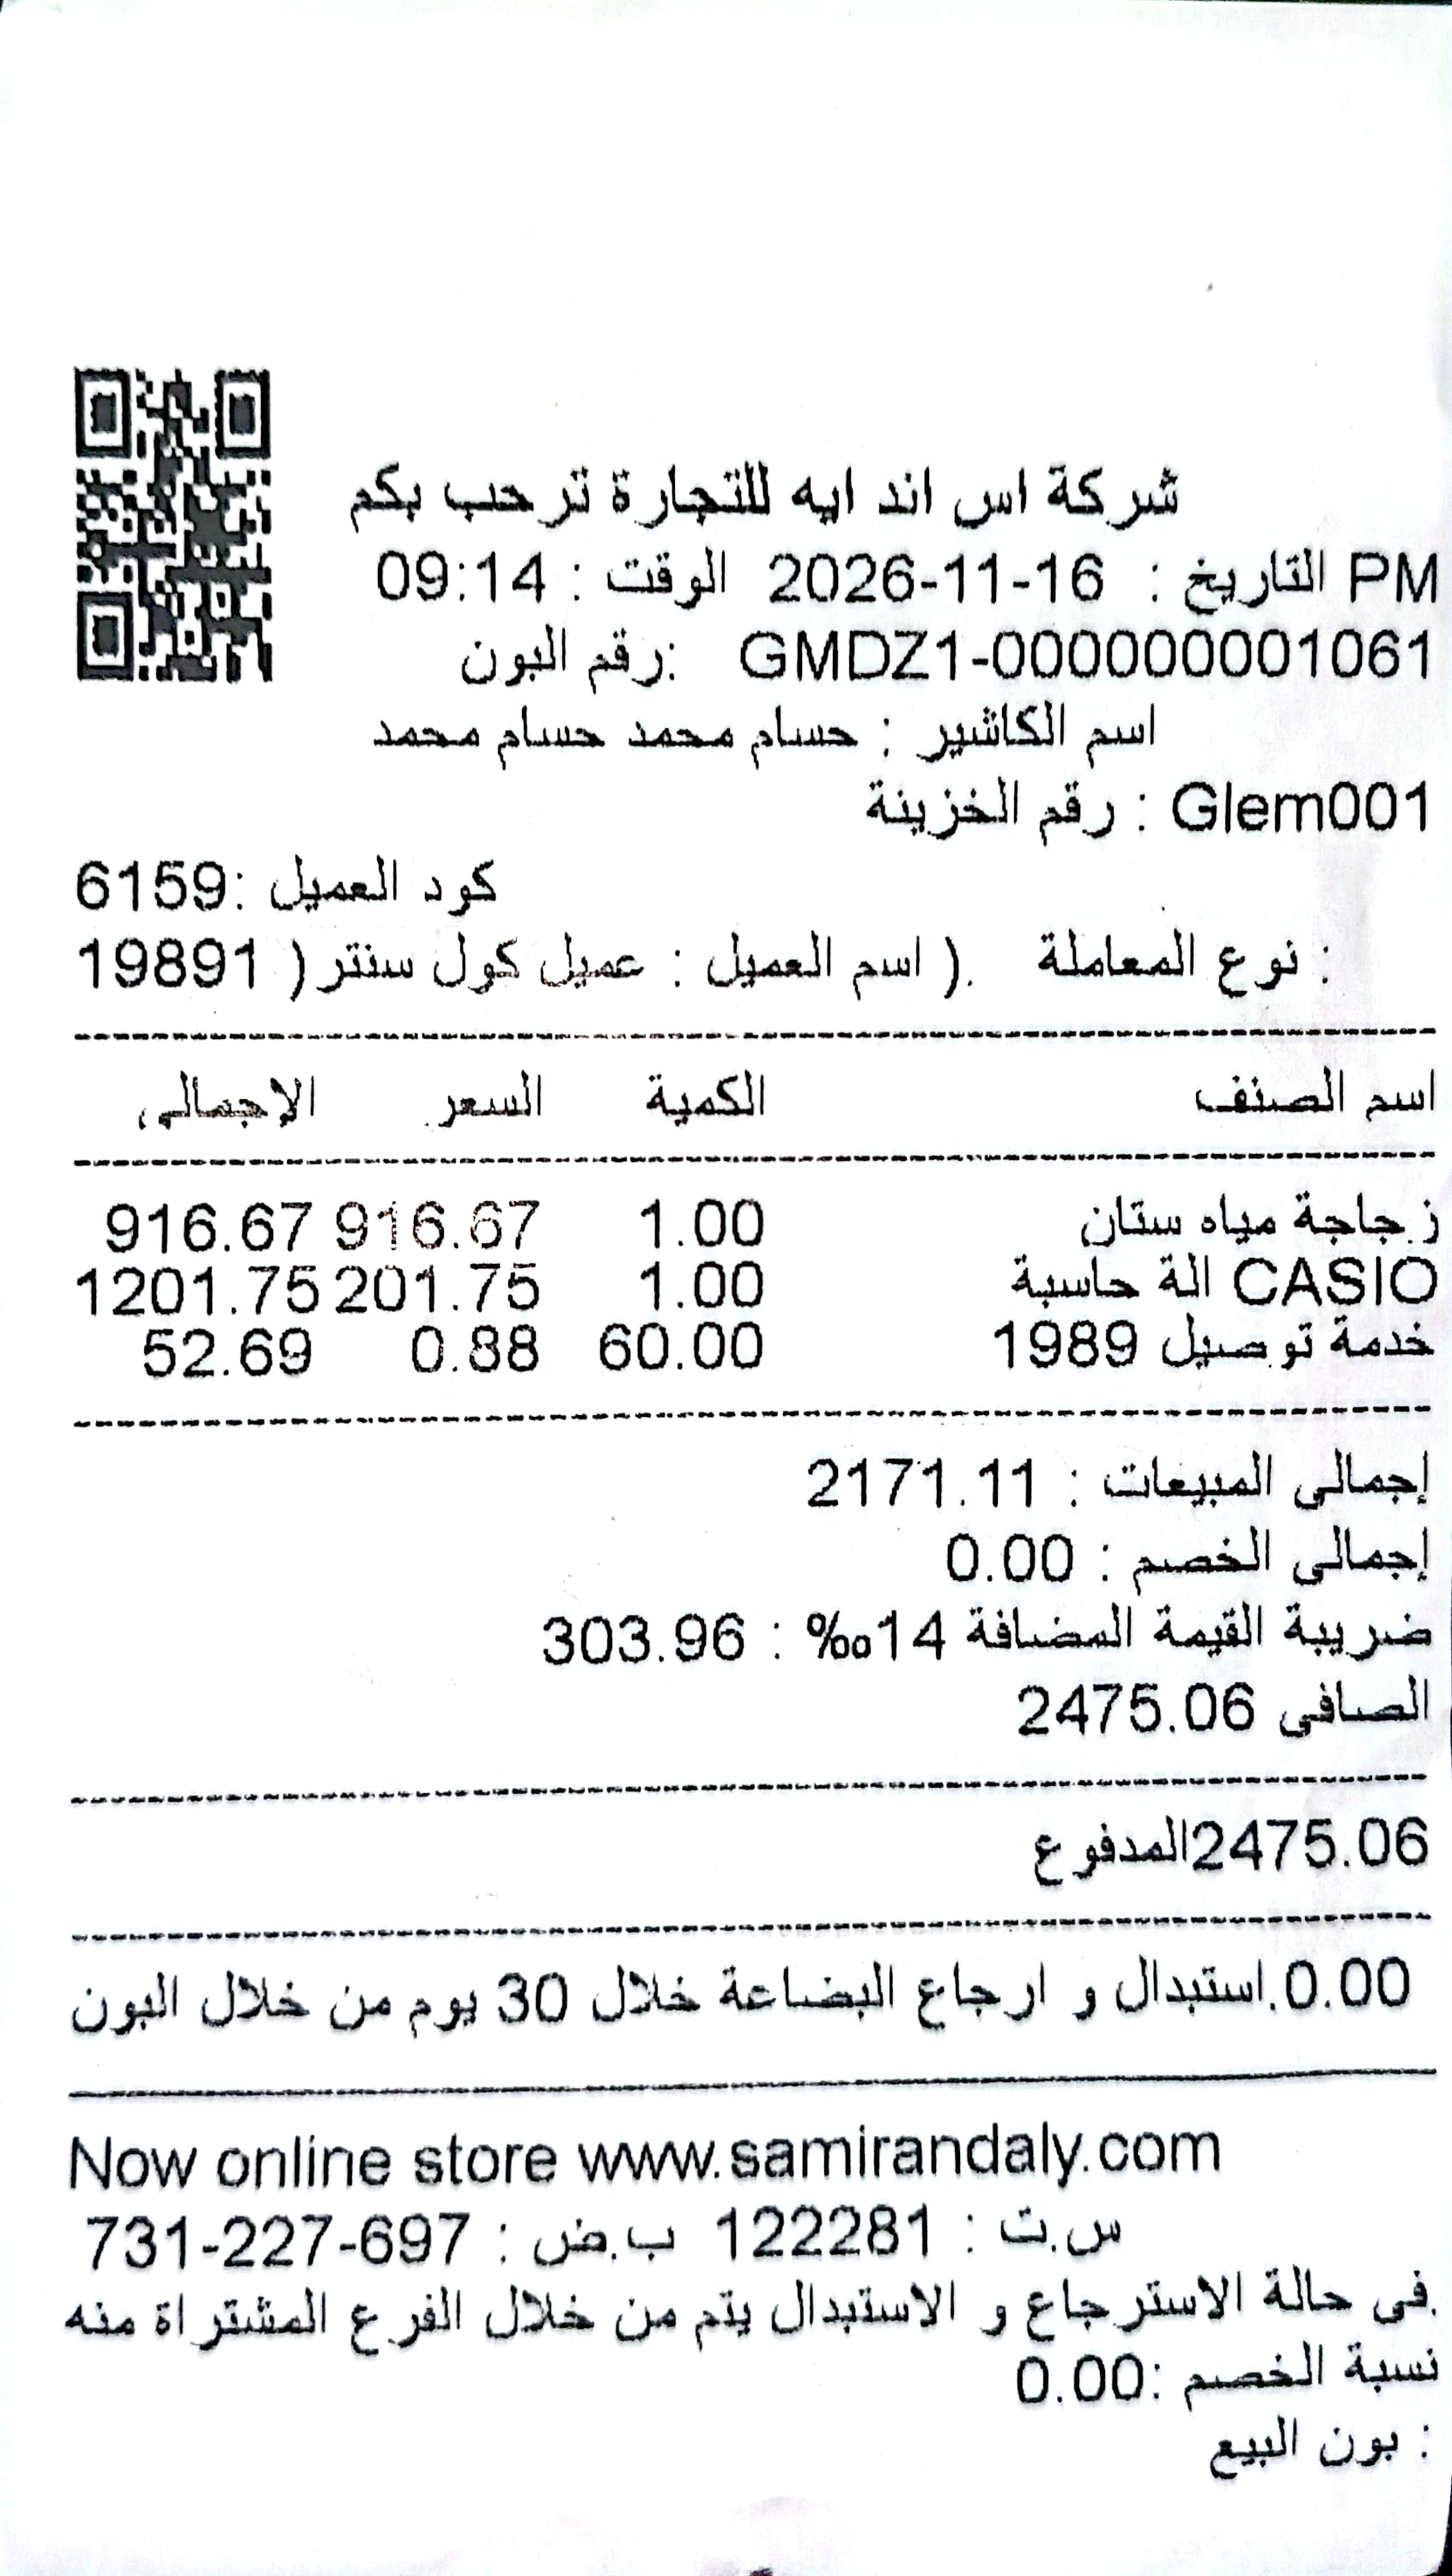 شركة اس اند ايه للتجارة ترحب بكم
PM التاريخ : 2026-11-16 الوقت : 09:14
GMDZ1-000000001061 :رقم البون
اسم الكاشير : حسام محمد حسام محمد
Glem001 : رقم الخزينة
كود العميل :6159
: نوع المعاملة .( اسم العميل : عميل كول سنتر ( 19891
اسم الصنف الكمية السعر الإجمالى
زجاجة مياه ستان 1.00 916.67 916.67
CASIO الة حاسبة 1.00 201.75 1201.75
خدمة توصيل 1989 60.00 0.88 52.69
إجمالى المبيعات : 2171.11
إجمالى الخصم : 0.00
ضريبة القيمة المضافة 14‰ : 303.96
الصافى 2475.06
2475.06المدفوع
0.00.استبدال و ارجاع البضاعة خلال 30 يوم من خلال البون
Now online store www.samirandaly.com
س.ت : 122281 ب.ض : 731-227-697
.فى حالة الاسترجاع و الاستبدال يتم من خلال الفرع المشتراة منه
نسبة الخصم :0.00
: بون البيع